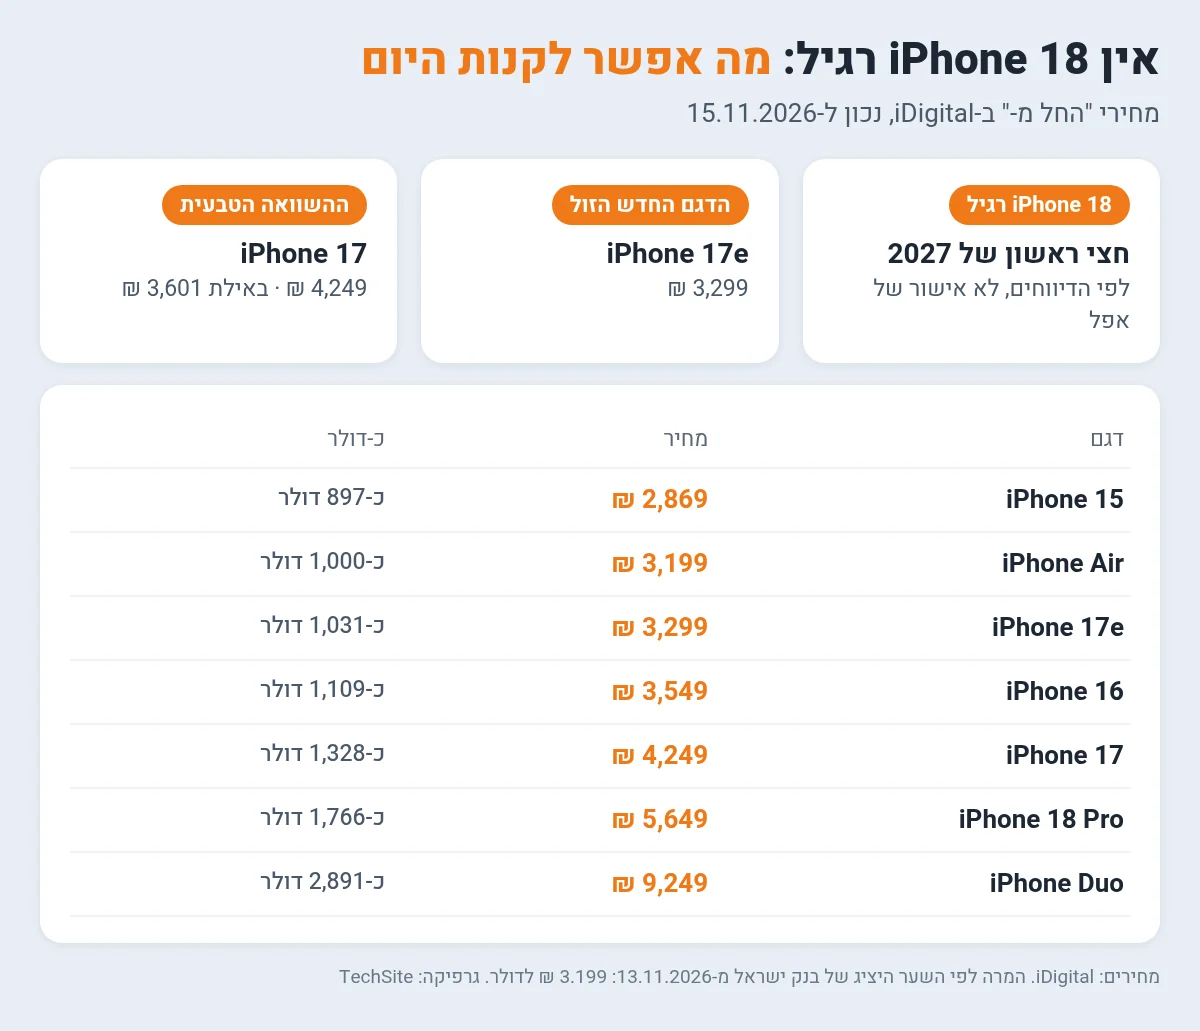 אין iPhone 18 רגיל: מה אפשר לקנות היום
מחירי "החל מ-" ב-iDigital, נכון ל-15.11.2026
iPhone 18 רגיל
חצי ראשון של 2027
לפי הדיווחים, לא אישור של
אפל
הדגם החדש הזול
iPhone 17e
3,299 ₪
ההשוואה הטבעית
iPhone 17
4,249 ₪ · באילת 3,601 ₪
דגם מחיר כ-דולר
iPhone 15 2,869 ₪ כ-897 דולר
iPhone Air 3,199 ₪ כ-1,000 דולר
iPhone 17e 3,299 ₪ כ-1,031 דולר
iPhone 16 3,549 ₪ כ-1,109 דולר
iPhone 17 4,249 ₪ כ-1,328 דולר
iPhone 18 Pro 5,649 ₪ כ-1,766 דולר
iPhone Duo 9,249 ₪ כ-2,891 דולר
מחירים: iDigital. המרה לפי השער היציג של בנק ישראל מ-13.11.2026: 3.199 ₪ לדולר. גרפיקה: TechSite